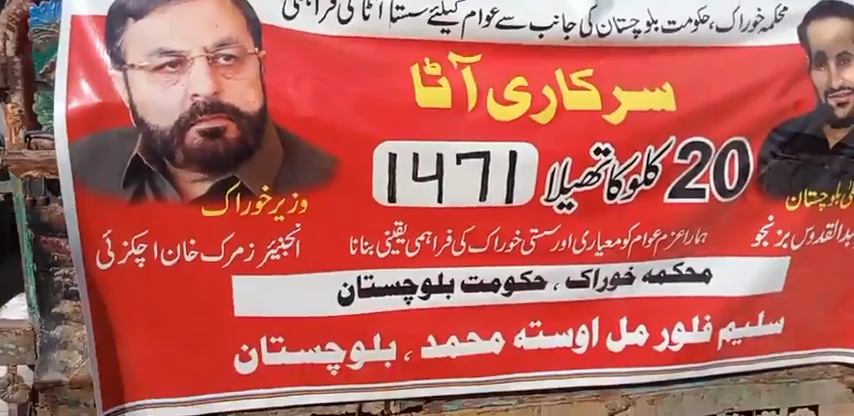 محکمہ خوراک، حکومت بلوچستان کی جانب سے عوام کیلئے سستا آٹا کی فراہمی
سرکاری آٹا
20 کلو کا تھیلا 1471
وزیر خوراک
انجنیئر زمرک خان اچکزئی
بلوچستان
عبدالقدوس بزنجو
ہمارا عزم عوام کو معیاری اور سستی خوراک کی فراہمی یقینی بنانا
محکمہ خوراک ، حکومت بلوچستان
سلیم فلور مل اوستہ محمد ، بلوچستان